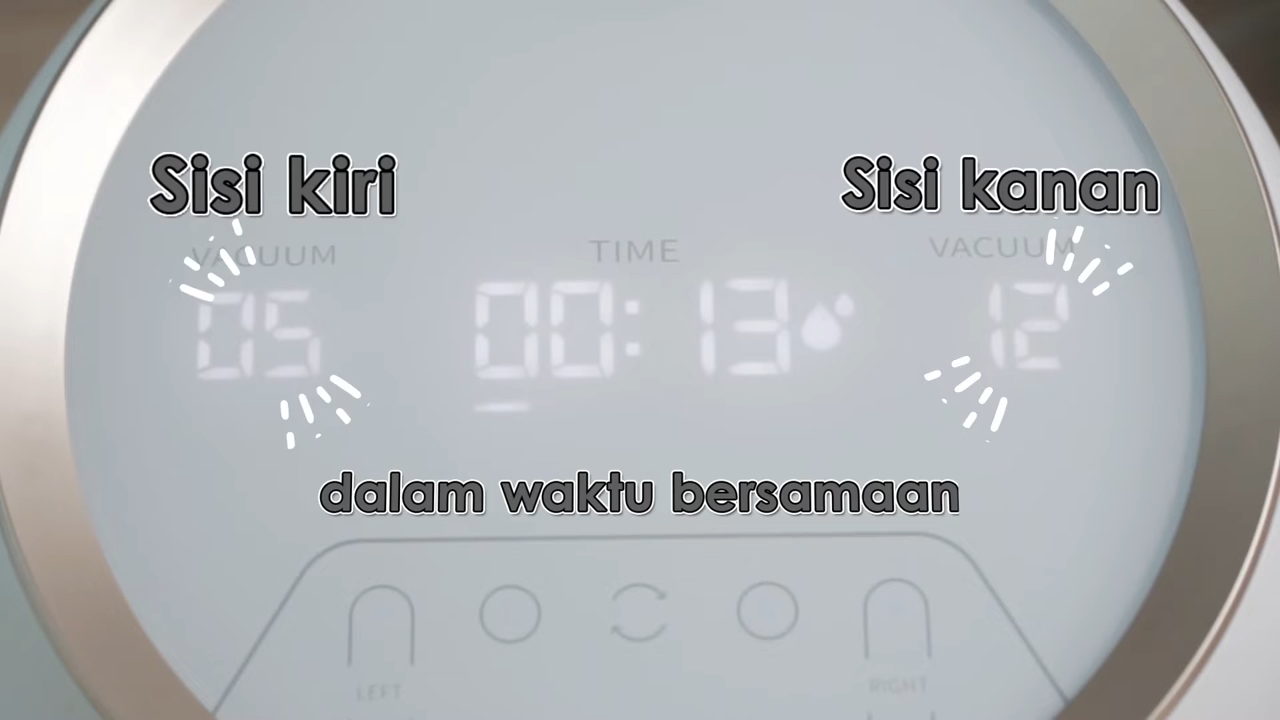 Sisi kiri
Sisi kanan
VACUUM
TIME
VACUUM
05
00:13
12
dalam waktu bersamaan
LEFT
RIGHT